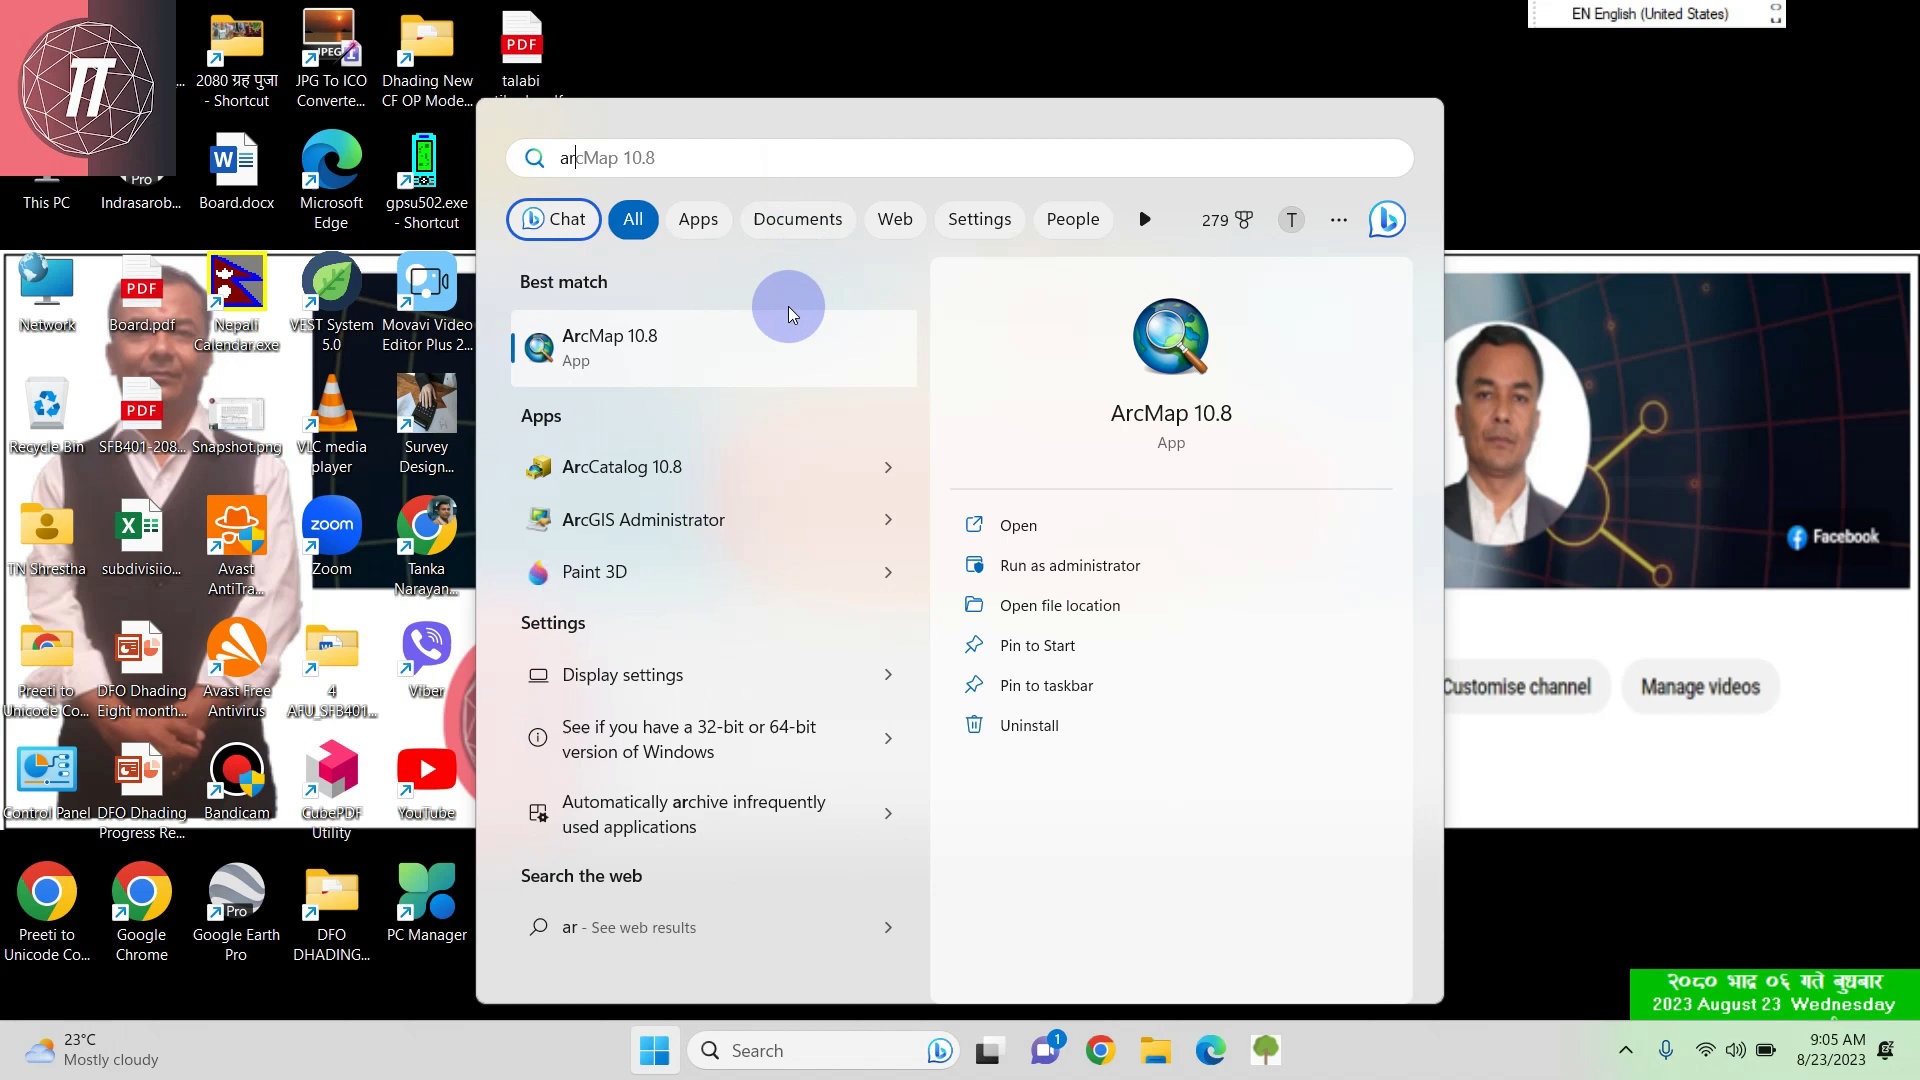 EN English (United States)
2080 ग्रह पुजा
- Shortcut
JPEG
JPG To ICO
Converte...
Dhading New
CF OP Mode...
PDF
talabi
This PC
Pro
Indrasarob...
Board.docx
Microsoft
Edge
gpsu502.exe
- Shortcut
arcMap 10.8
Chat
All
Apps
Documents
Web
Settings
People
279
T
Best match
ArcMap 10.8
App
Apps
ArcCatalog 10.8
ArcGIS Administrator
Paint 3D
Settings
Display settings
See if you have a 32-bit or 64-bit
version of Windows
Automatically archive infrequently
used applications
Search the web
ar - See web results
ArcMap 10.8
App
Open
Run as administrator
Open file location
Pin to Start
Pin to taskbar
Uninstall
Network
PDF
Board.pdf
Nepali
Calendar.exe
VEST System
5.0
Movavi Video
Editor Plus 2...
Recycle Bin
PDF
SFB401-208...
Snapshot.png
VLC media
player
Survey
Design...
TN Shrestha
subdivisiio...
Avast
AntiTra...
zoom
Zoom
Tanka
Narayan...
Preeti to
Unicode Co...
DFO Dhading
Eight month...
Avast Free
Antivirus
4
AFU_SFB401...
Viber
Control Panel
DFO Dhading
Progress Re...
Bandicam
CubePDF
Utility
YouTube
Preeti to
Unicode Co...
Google
Chrome
Pro
Google Earth
Pro
DFO
DHADING...
PC Manager
Facebook
Customise channel
Manage videos
२०८० भाद्र ०६ गते बुधबार
2023 August 23 Wednesday
23°C
Mostly cloudy
Search
1
9:05 AM
8/23/2023